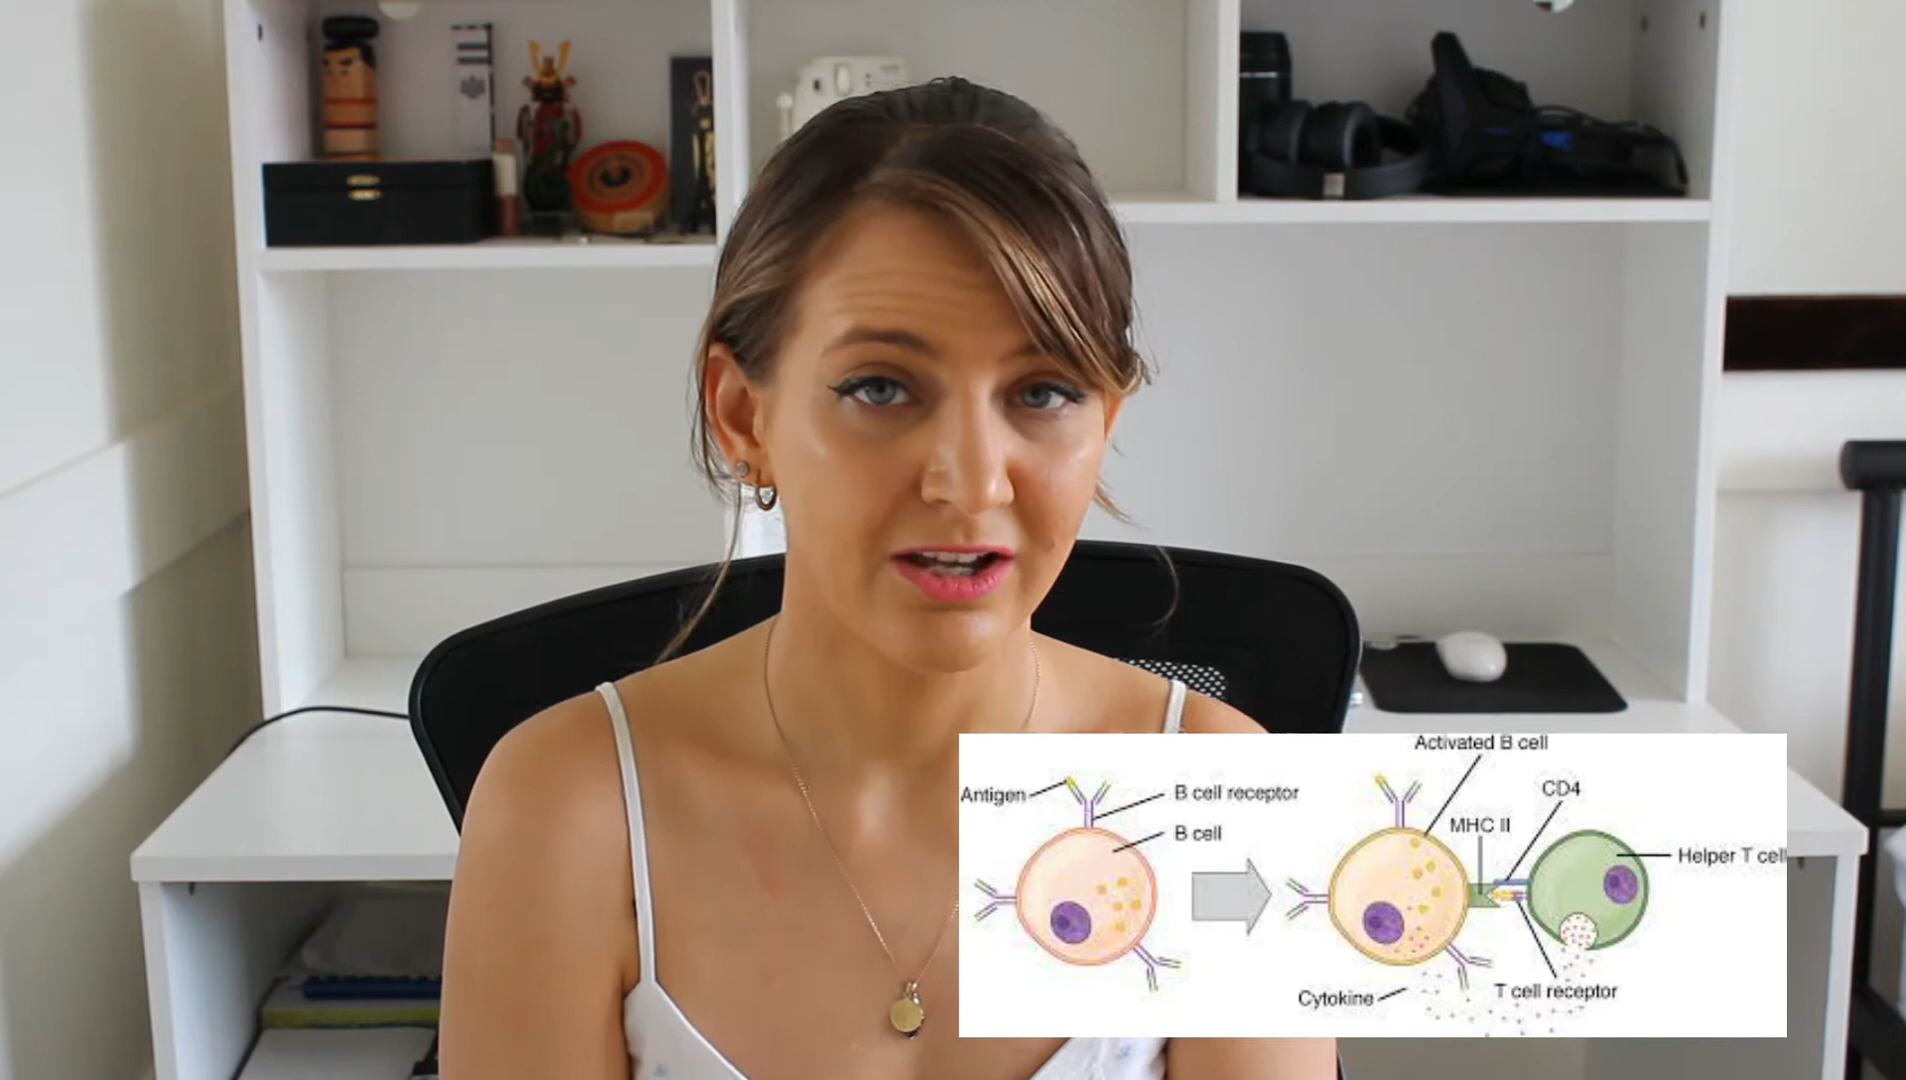 Activated B cell
Antigen
B cell receptor
CD4
B cell
MHC II
Helper T cell
Cytokine
T cell receptor